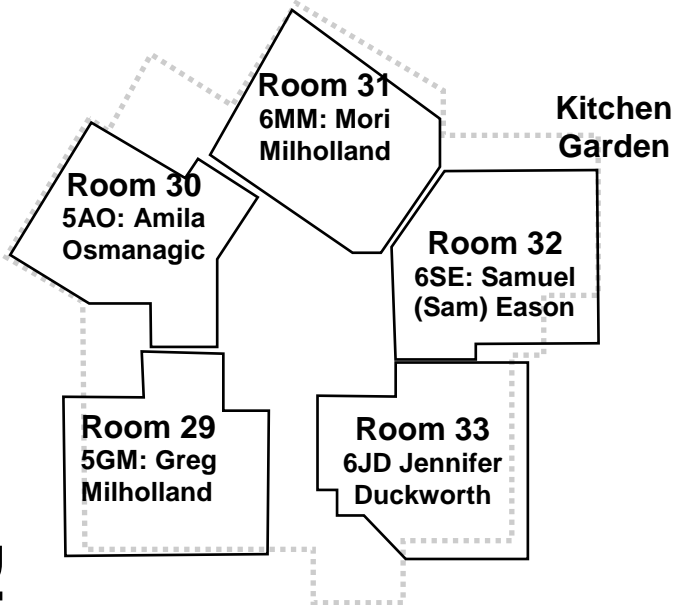 Room 31
6MM: Mori
Milholland
Kitchen
Garden
Room 30
5AO: Amila
Osmanagic
Room 32
6SE: Samuel
(Sam) Eason
Room 29
5GM: Greg
Milholland
Room 33
6JD Jennifer
Duckworth